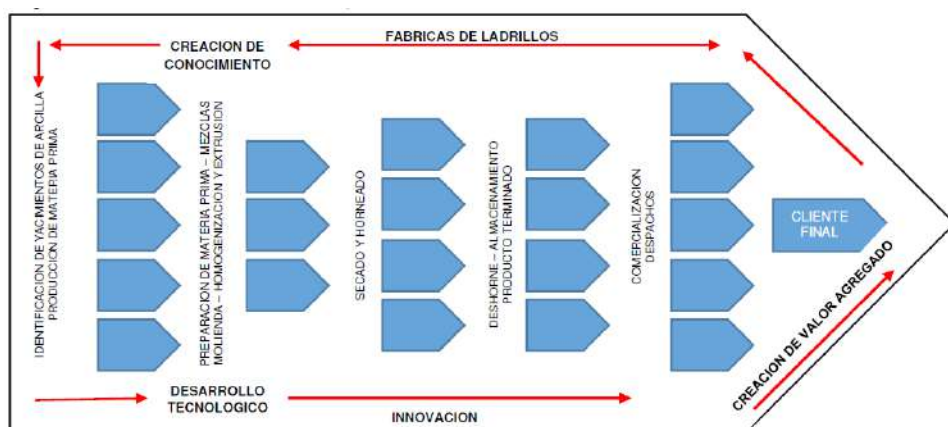 FABRICAS DE LADRILLOS
CREACION DE
CONOCIMIENTO
IDENTIFICACION DE YACIMIENTOS DE ARCILLA
PRODUCCION DE MATERIA PRIMA
PREPARACION DE MATERIA PRIMA – MEZCLAS
MOLIENDA – HOMOGENIZACION Y EXTRUSION
SECADO Y HORNEADO
DESHORNE – ALMACENAMIENTO
PRODUCTO TERMINADO
COMERCIALIZACION
DESPACHOS
CLIENTE
FINAL
CREACION DE VALOR AGREGADO
DESARROLLO
TECNOLOGICO
INNOVACION